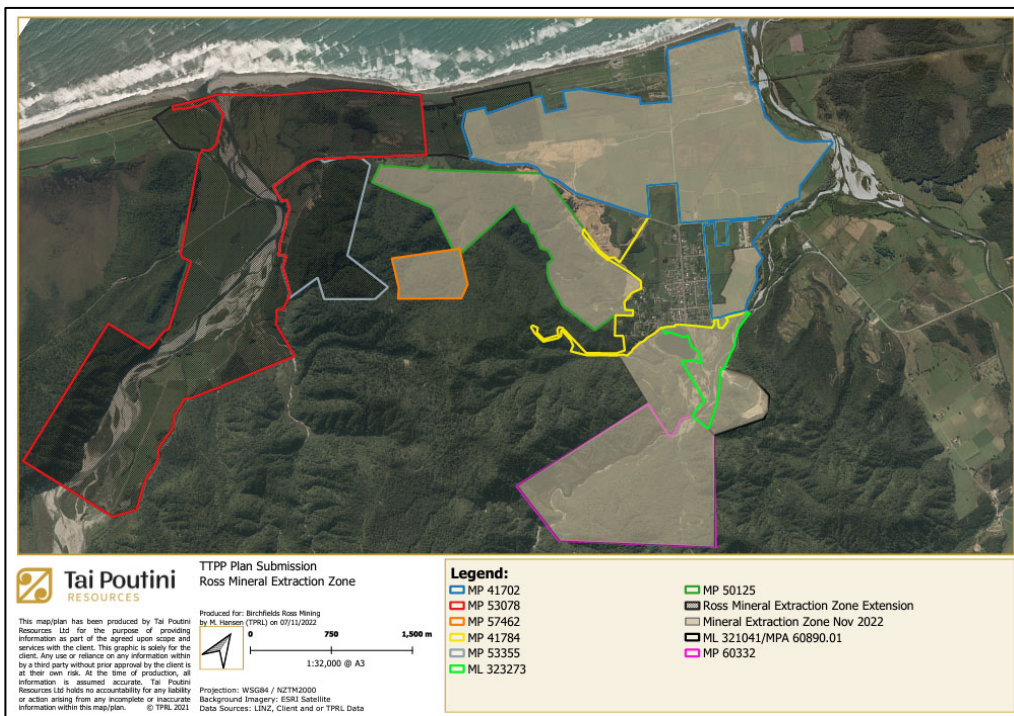 Tai Poutini
RESOURCES
This map/plan has been produced by Tai Poutini
Resources Ltd for the purpose of providing
information as part of the agreed upon scope and
services with the client. This graphic is solely for the
client. Any use or reliance on any information within
by a third party without prior approval by the client is
at their own risk. At the time of production, all
information is assumed accurate. Tai Poutini
Resources Ltd holds no accountability for any liability
or action arising from any incomplete or inaccurate
information within this map/plan. © TPRL 2021
TTPP Plan Submission
Ross Mineral Extraction Zone
Produced for: Birchfields Ross Mining
by M. Hansen (TPRL) on 07/11/2022
0 750 1,500 m
1:32,000 @ A3
Projection: WSG84 / NZTM2000
Background Imagery: ESRI Satellite
Data Sources: LINZ, Client and or TPRL Data
Legend:
MP 41702
MP 53078
MP 57462
MP 41784
MP 53355
ML 323273
MP 50125
Ross Mineral Extraction Zone Extension
Mineral Extraction Zone Nov 2022
ML 321041/MPA 60890.01
MP 60332